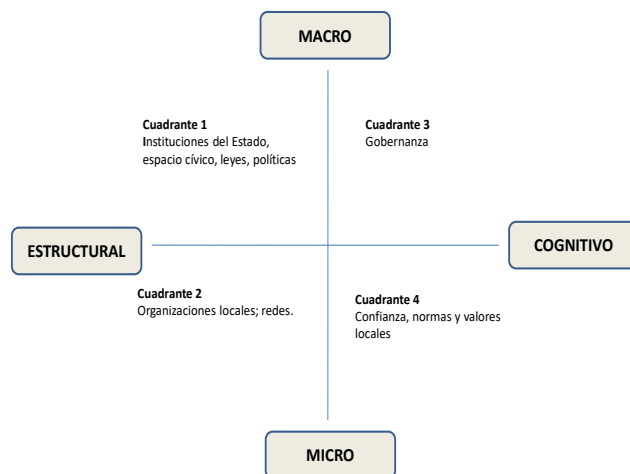 MACRO
Cuadrante 1
Instituciones del Estado,
espacio cívico, leyes, políticas
Cuadrante 3
Gobernanza
ESTRUCTURAL
COGNITIVO
Cuadrante 2
Organizaciones locales; redes.
Cuadrante 4
Confianza, normas y valores
locales
MICRO